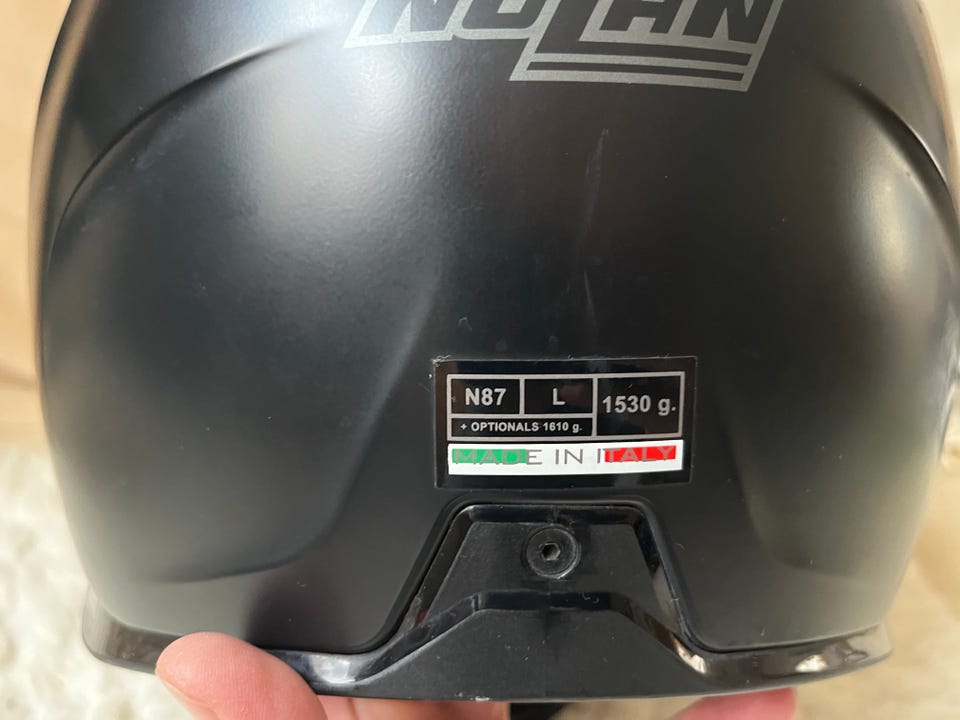 NOLAN
N87 L 1530 g.
+ OPTIONALS 1610 g.
MADE IN ITALY